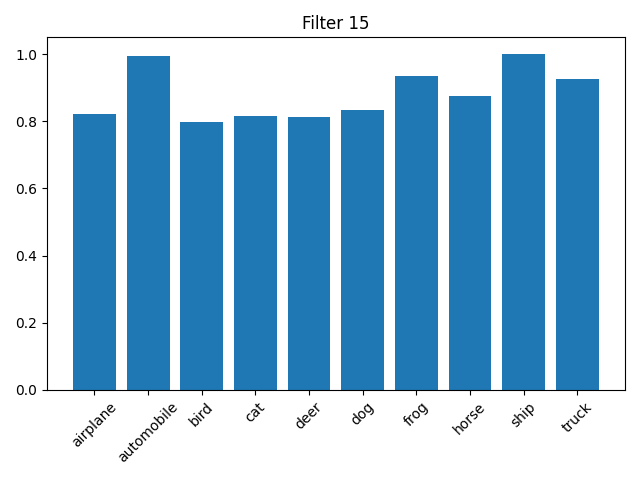 Filter 15
1.0
0.8
0.6
0.4
0.2
0.0
airplane
automobile
bird
cat
deer
dog
frog
horse
ship
truck